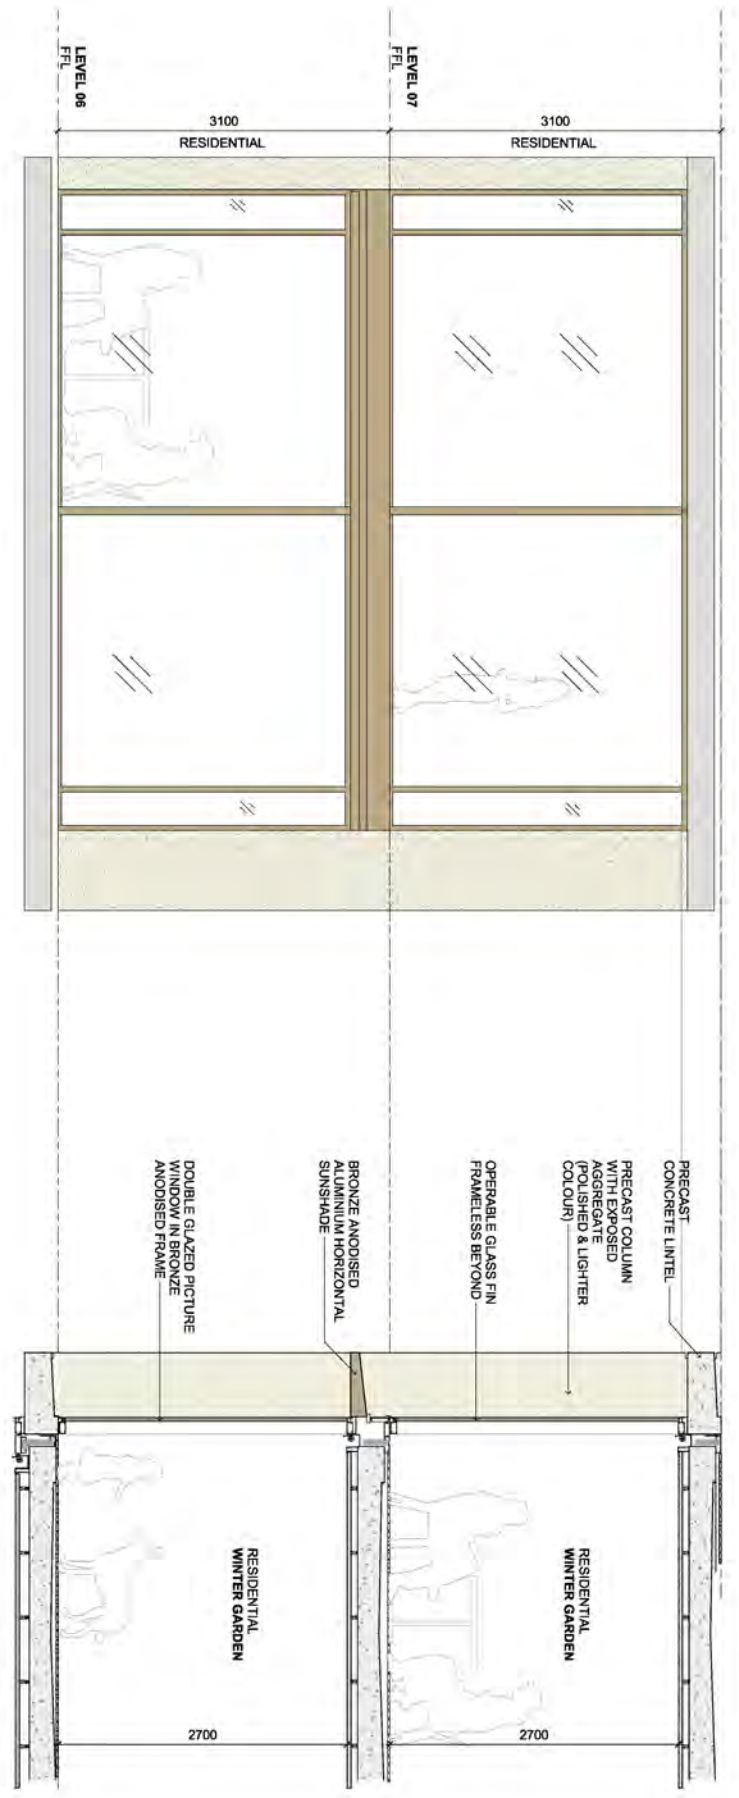 LEVEL 06
FFL
LEVEL 07
FFL
3100
RESIDENTIAL
3100
RESIDENTIAL
PRECAST
CONCRETE LINTEL
PRECAST COLUMN
WITH EXPOSED
AGGREGATE
(POLISHED & LIGHTER
COLOUR)
OPERABLE GLASS FIN
FRAMELESS BEYOND
BRONZE ANODISED
ALUMINIUM HORIZONTAL
SUNSHADE
DOUBLE GLAZED PICTURE
WINDOW IN BRONZE
ANODISED FRAME
RESIDENTIAL
WINTER GARDEN
RESIDENTIAL
WINTER GARDEN
2700
2700